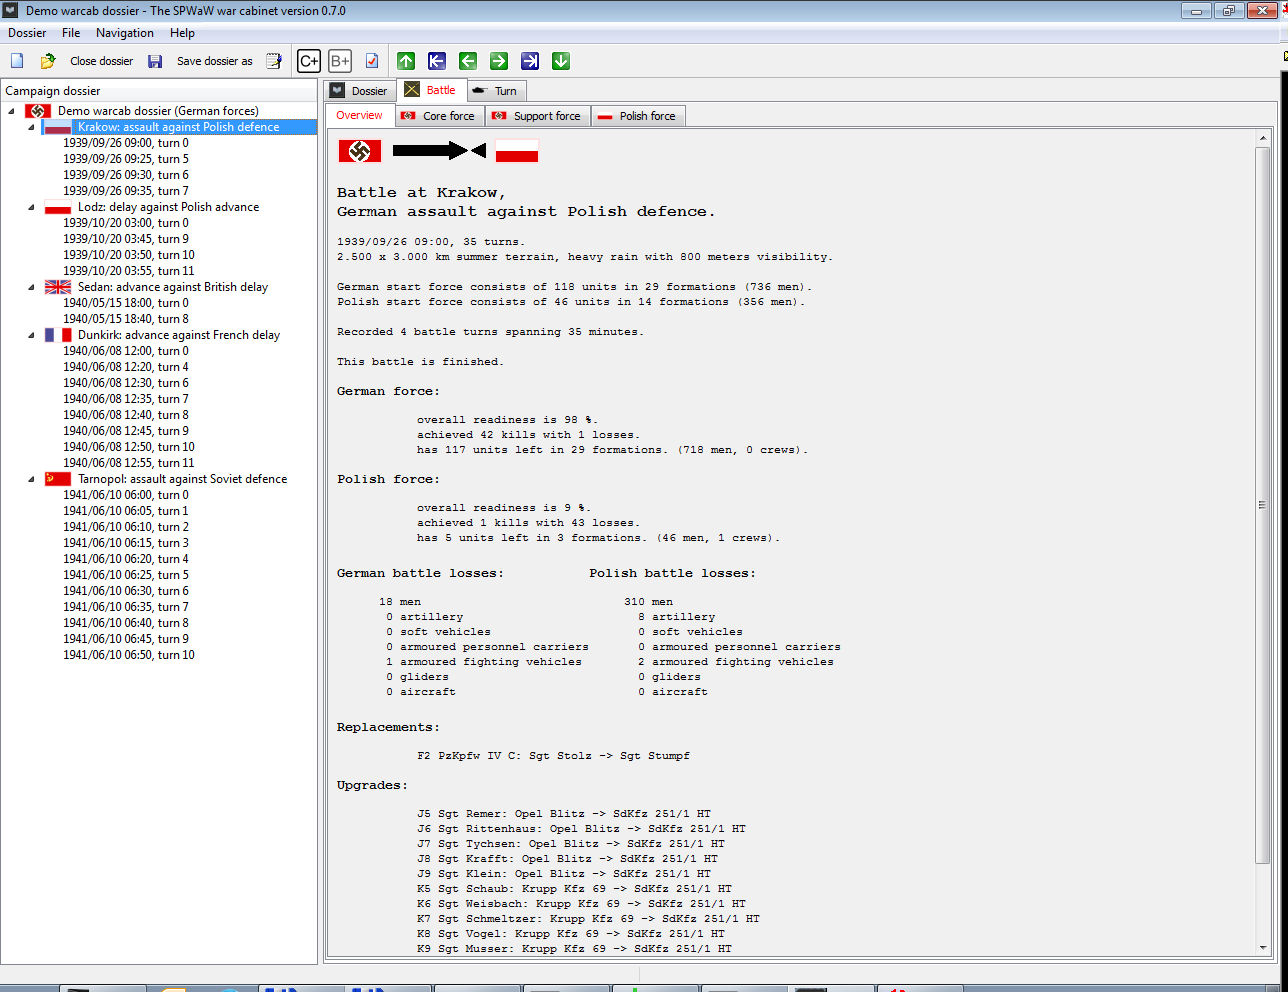 Demo warcab dossier - The SPWaW war cabinet version 0.7.0
Dossier File Navigation Help
Close dossier Save dossier as C+ B+
Campaign dossier
Demo warcab dossier (German forces)
Krakow: assault against Polish defence
1939/09/26 09:00, turn 0
1939/09/26 09:25, turn 5
1939/09/26 09:30, turn 6
1939/09/26 09:35, turn 7
Lodz: delay against Polish advance
1939/10/20 03:00, turn 0
1939/10/20 03:45, turn 9
1939/10/20 03:50, turn 10
1939/10/20 03:55, turn 11
Sedan: advance against British delay
1940/05/15 18:00, turn 0
1940/05/15 18:40, turn 8
Dunkirk: advance against French delay
1940/06/08 12:00, turn 0
1940/06/08 12:20, turn 4
1940/06/08 12:30, turn 6
1940/06/08 12:35, turn 7
1940/06/08 12:40, turn 8
1940/06/08 12:45, turn 9
1940/06/08 12:50, turn 10
1940/06/08 12:55, turn 11
Tarnopol: assault against Soviet defence
1941/06/10 06:00, turn 0
1941/06/10 06:05, turn 1
1941/06/10 06:10, turn 2
1941/06/10 06:15, turn 3
1941/06/10 06:20, turn 4
1941/06/10 06:25, turn 5
1941/06/10 06:30, turn 6
1941/06/10 06:35, turn 7
1941/06/10 06:40, turn 8
1941/06/10 06:45, turn 9
1941/06/10 06:50, turn 10
Dossier Battle Turn
Overview Core force Support force Polish force
Battle at Krakow,
German assault against Polish defence.
1939/09/26 09:00, 35 turns.
2.500 x 3.000 km summer terrain, heavy rain with 800 meters visibility.
German start force consists of 118 units in 29 formations (736 men).
Polish start force consists of 46 units in 14 formations (356 men).
Recorded 4 battle turns spanning 35 minutes.
This battle is finished.
German force:
overall readiness is 98 %.
achieved 42 kills with 1 losses.
has 117 units left in 29 formations. (718 men, 0 crews).
Polish force:
overall readiness is 9 %.
achieved 1 kills with 43 losses.
has 5 units left in 3 formations. (46 men, 1 crews).
German battle losses: Polish battle losses:
18 men 310 men
0 artillery 8 artillery
0 soft vehicles 0 soft vehicles
0 armoured personnel carriers 0 armoured personnel carriers
1 armoured fighting vehicles 2 armoured fighting vehicles
0 gliders 0 gliders
0 aircraft 0 aircraft
Replacements:
F2 PzKpfw IV C: Sgt Stolz -> Sgt Stumpf
Upgrades:
J5 Sgt Remer: Opel Blitz -> SdKfz 251/1 HT
J6 Sgt Rittenhaus: Opel Blitz -> SdKfz 251/1 HT
J7 Sgt Tychsen: Opel Blitz -> SdKfz 251/1 HT
J8 Sgt Krafft: Opel Blitz -> SdKfz 251/1 HT
J9 Sgt Klein: Opel Blitz -> SdKfz 251/1 HT
K5 Sgt Schaub: Krupp Kfz 69 -> SdKfz 251/1 HT
K6 Sgt Weisbach: Krupp Kfz 69 -> SdKfz 251/1 HT
K7 Sgt Schmeltzer: Krupp Kfz 69 -> SdKfz 251/1 HT
K8 Sgt Vogel: Krupp Kfz 69 -> SdKfz 251/1 HT
K9 Sgt Musser: Krupp Kfz 69 -> SdKfz 251/1 HT